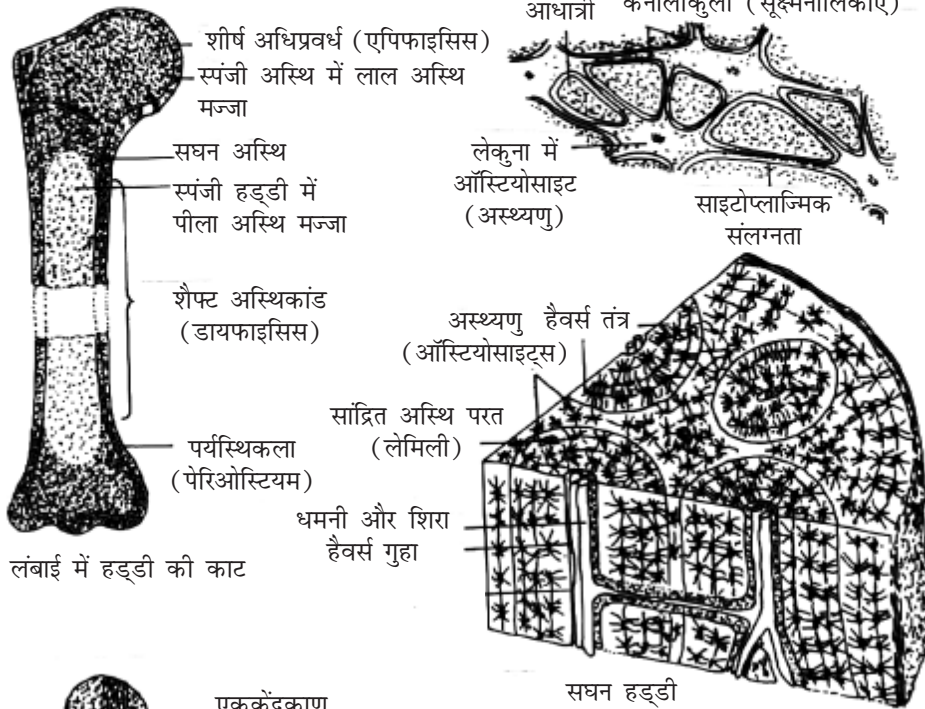 शीर्ष अधिप्रवर्ध (एपिफाइसिस)
स्पंजी अस्थि में लाल अस्थि
मज्जा
सघन अस्थि
स्पंजी हड्डी में
पीला अस्थि मज्जा
शैफ्ट अस्थिकांड
(डायफाइसिस)
पर्यस्थिकला
(पेरिओस्टियम)
लंबाई में हड्डी की काट
आधात्री
कैनालीकुली (सूक्ष्मनलिकाएँ)
लेकुना में
ऑस्टियोसाइट
(अस्थ्यणु)
साइटोप्लाज्मिक
संलग्नता
अस्थ्यणु हैवर्स तंत्र
(ऑस्टियोसाइट्स)
सांद्रित अस्थि परत
(लेमिली)
धमनी और शिरा
हैवर्स गुहा
सघन हड्डी